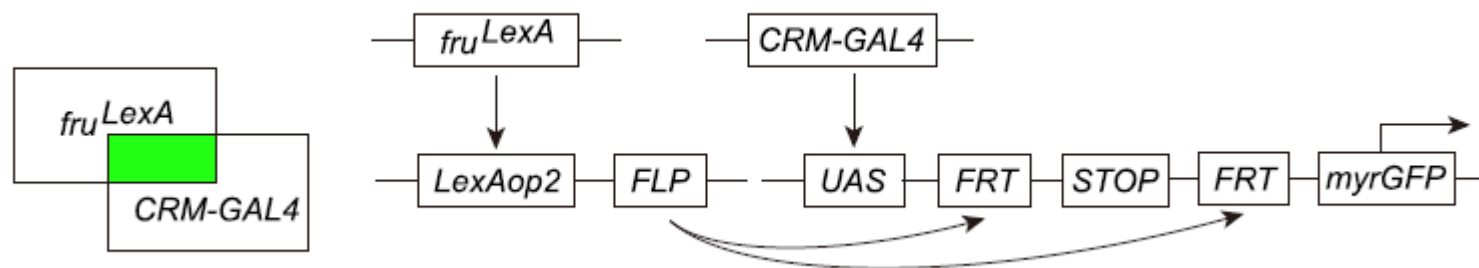 fru LexA
CRM-GAL4
fru LexA
CRM-GAL4
LexAop2 FLP UAS FRT STOP FRT myrGFP